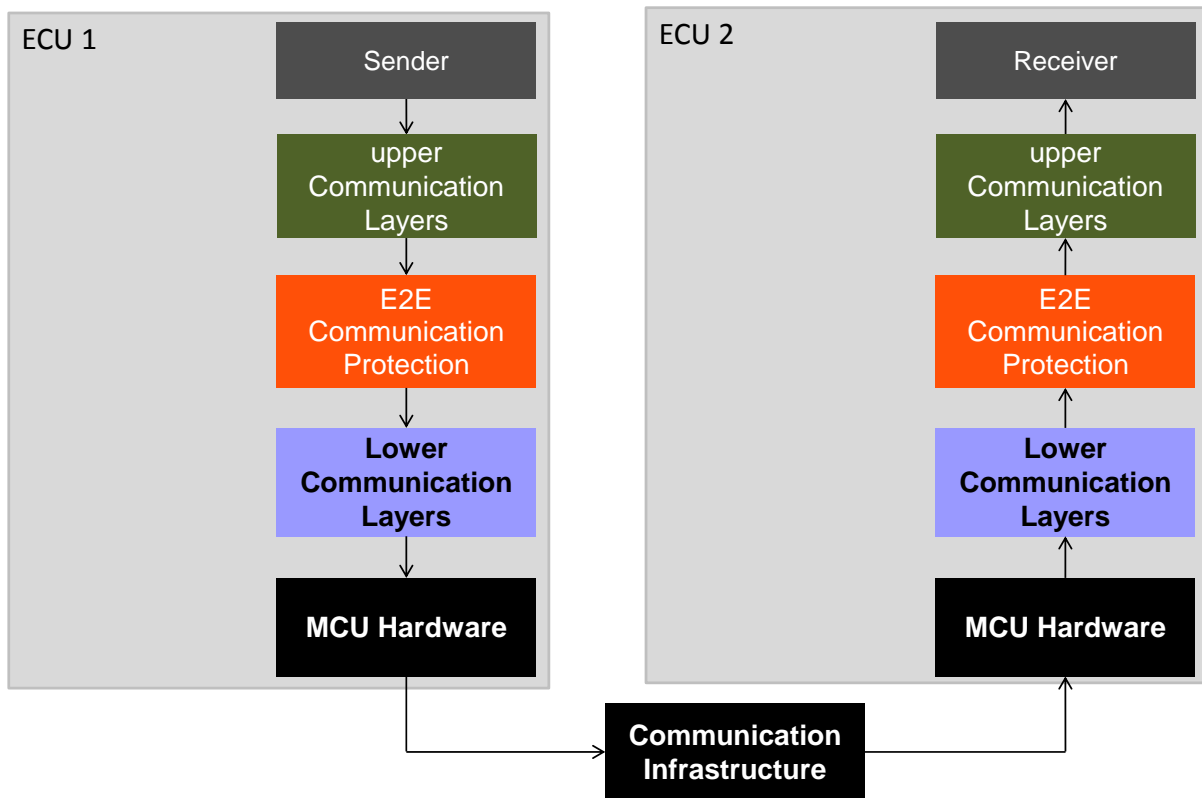 ECU 1
Sender
upper
Communication
Layers
E2E
Communication
Protection
Lower
Communication
Layers
MCU Hardware
ECU 2
Receiver
upper
Communication
Layers
E2E
Communication
Protection
Lower
Communication
Layers
MCU Hardware
Communication
Infrastructure